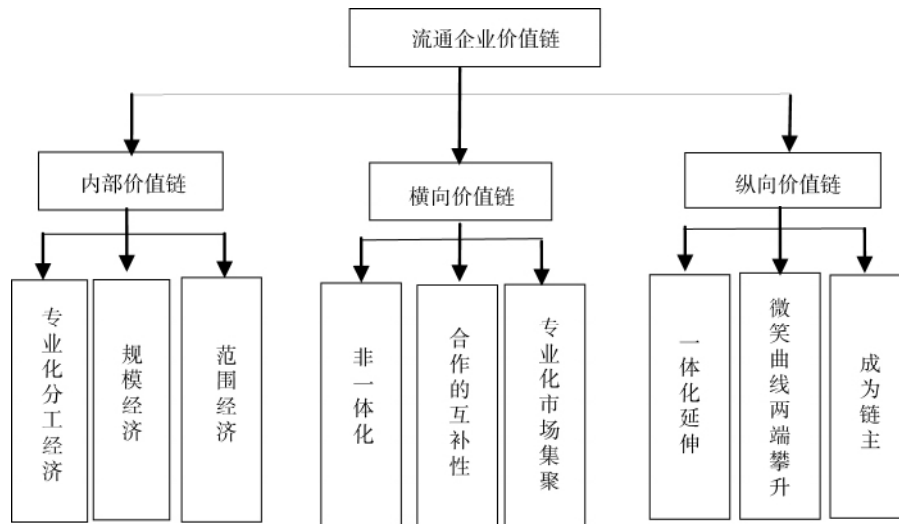 流通企业价值链
内部价值链
横向价值链
纵向价值链
专业化分工经济
规模经济
范围经济
非一体化
合作的互补性
专业化市场集聚
一体化延伸
微笑曲线两端攀升
成为链主